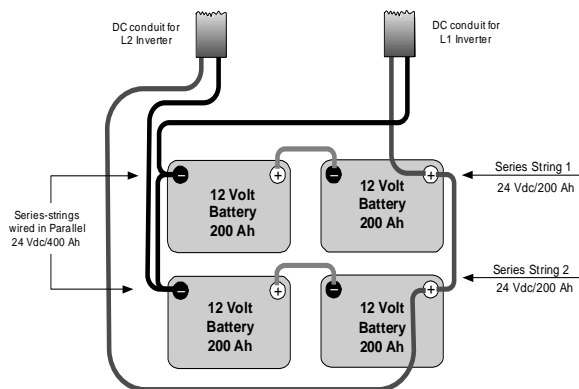 DC conduit for
L2 Inverter
DC conduit for
L1 Inverter
Series-strings
wired in Parallel
24 Vdc/400 Ah
12 Volt
Battery
200 Ah
12 Volt
Battery
200 Ah
Series String 1
24 Vdc/200 Ah
12 Volt
Battery
200 Ah
12 Volt
Battery
200 Ah
Series String 2
24 Vdc/200 Ah